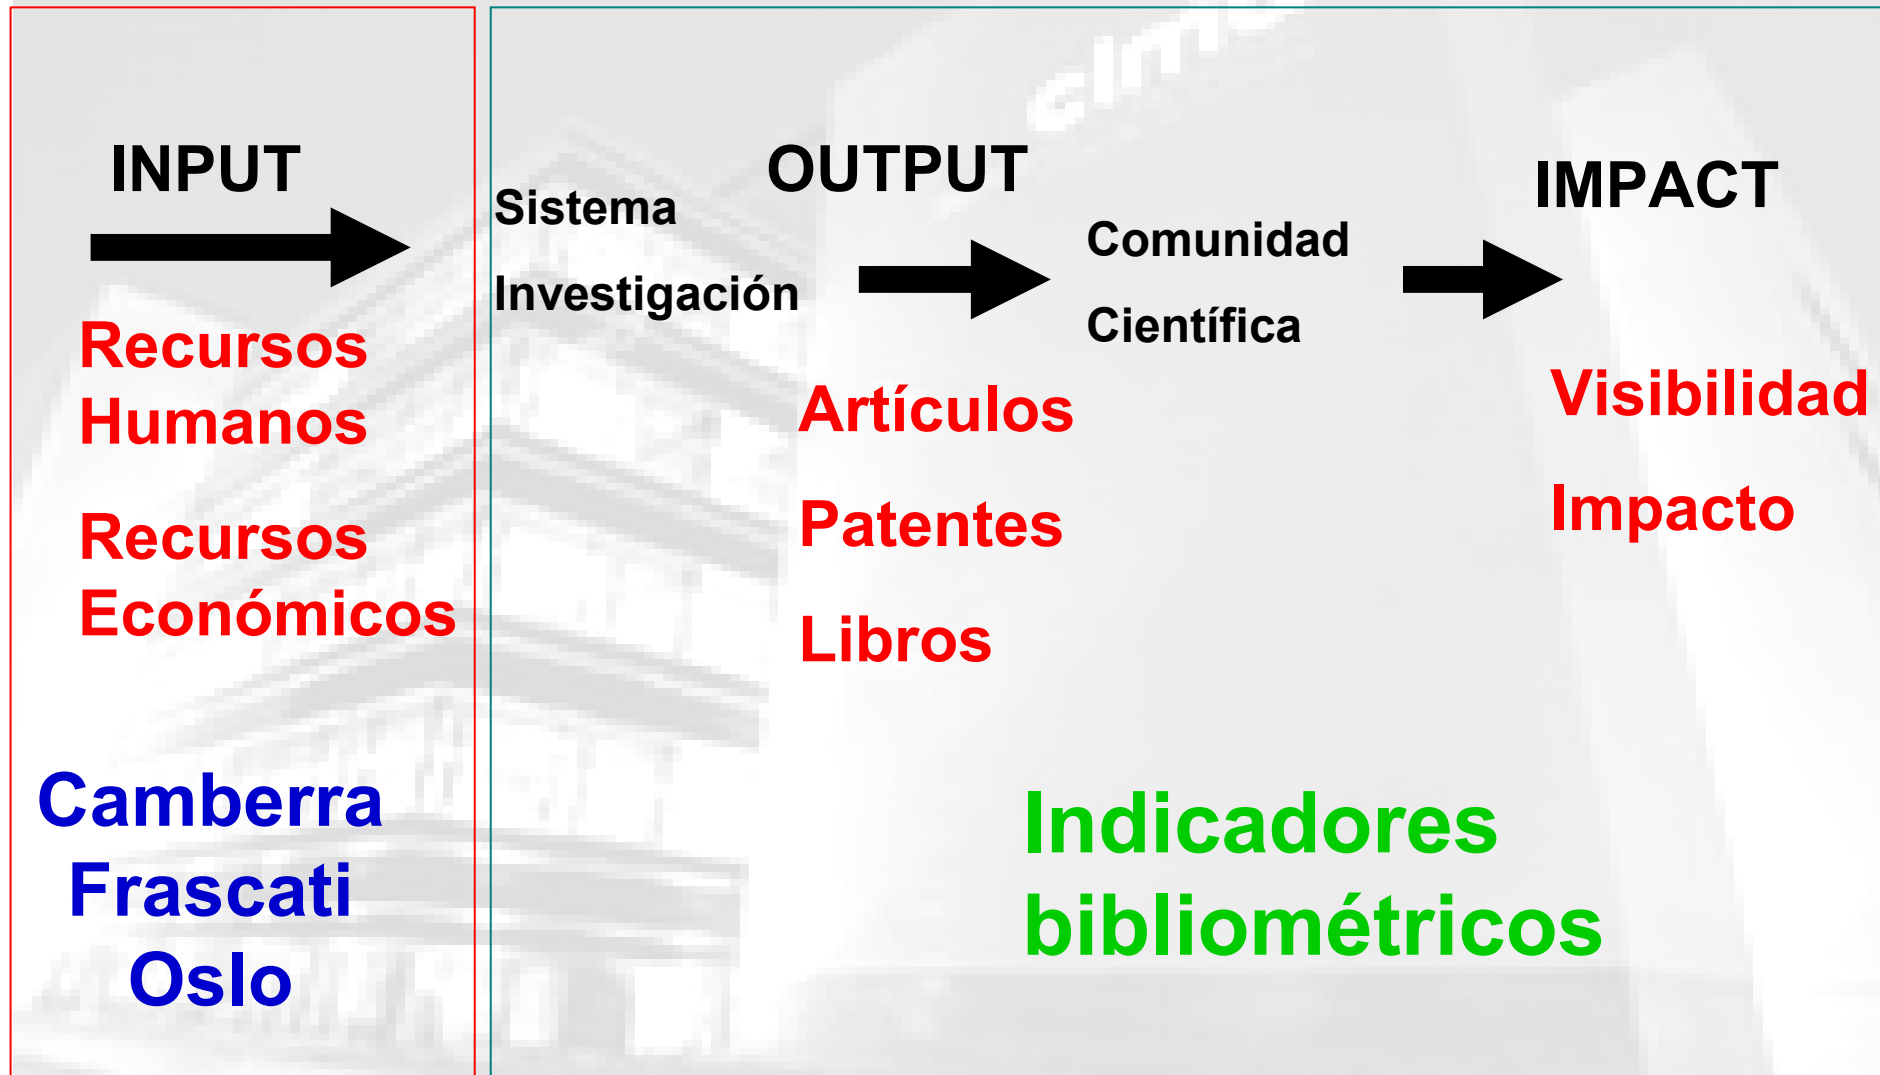 INPUT
Recursos
Humanos
Recursos
Económicos
Camberra
Frascati
Oslo
Sistema
Investigación
OUTPUT
Artículos
Patentes
Libros
Comunidad
Científica
IMPACT
Visibilidad
Impacto
Indicadores
bibliométricos